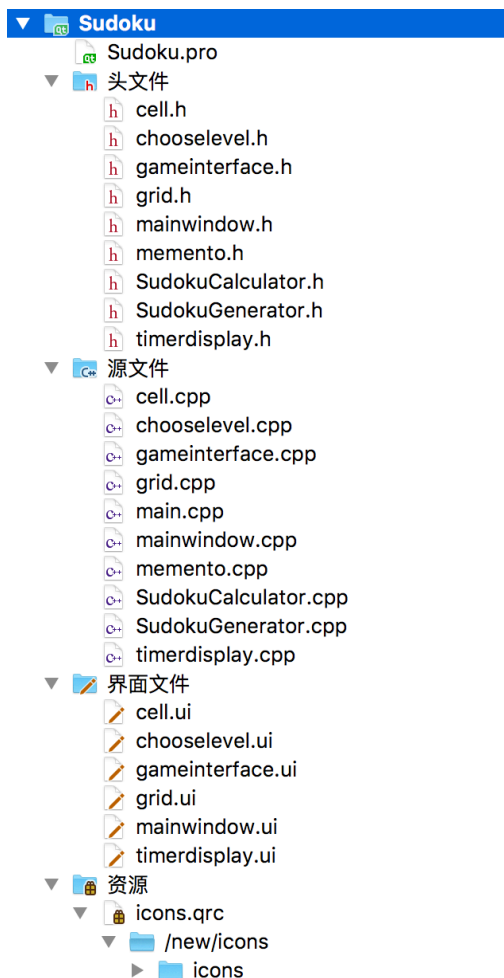 Sudoku
Sudoku.pro
头文件
cell.h
chooselevel.h
gameinterface.h
grid.h
mainwindow.h
memento.h
SudokuCalculator.h
SudokuGenerator.h
timerdisplay.h
源文件
cell.cpp
chooselevel.cpp
gameinterface.cpp
grid.cpp
main.cpp
mainwindow.cpp
memento.cpp
SudokuCalculator.cpp
SudokuGenerator.cpp
timerdisplay.cpp
界面文件
cell.ui
chooselevel.ui
gameinterface.ui
grid.ui
mainwindow.ui
timerdisplay.ui
资源
icons.qrc
/new/icons
icons